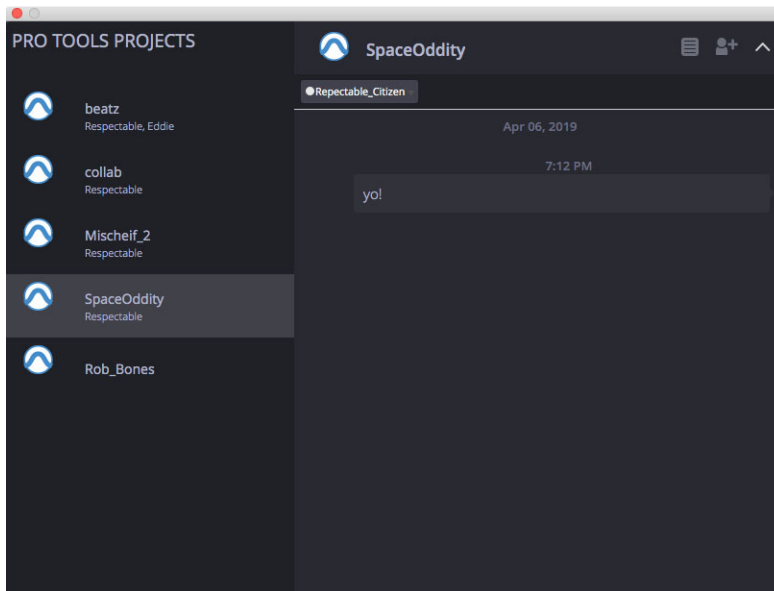 PRO TOOLS PROJECTS
beatz
Respectable, Eddie
collab
Respectable
Mischeif_2
Respectable
SpaceOddity
Respectable
Rob_Bones
SpaceOddity
Repectable_Citizen
Apr 06, 2019
7:12 PM
yo!